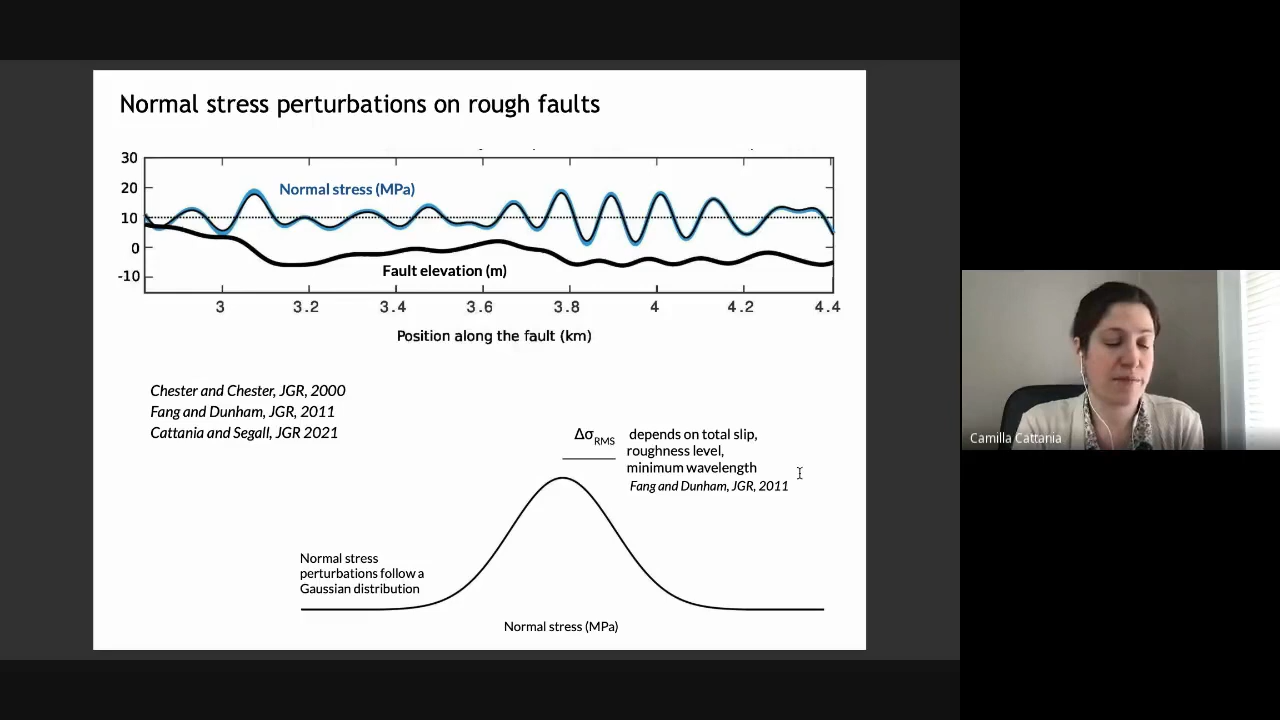 Normal stress perturbations on rough faults
30
20
10
0
-10
Normal stress (MPa)
Fault elevation (m)
3
3.2
3.4
3.6
3.8
4
4.2
4.4
Position along the fault (km)
Chester and Chester, JGR, 2000
Fang and Dunham, JGR, 2011
Cattania and Segall, JGR 2021
ΔσRMS depends on total slip,
roughness level,
minimum wavelength
Fang and Dunham, JGR, 2011
Normal stress
perturbations follow a
Gaussian distribution
Normal stress (MPa)
Camilla Cattania